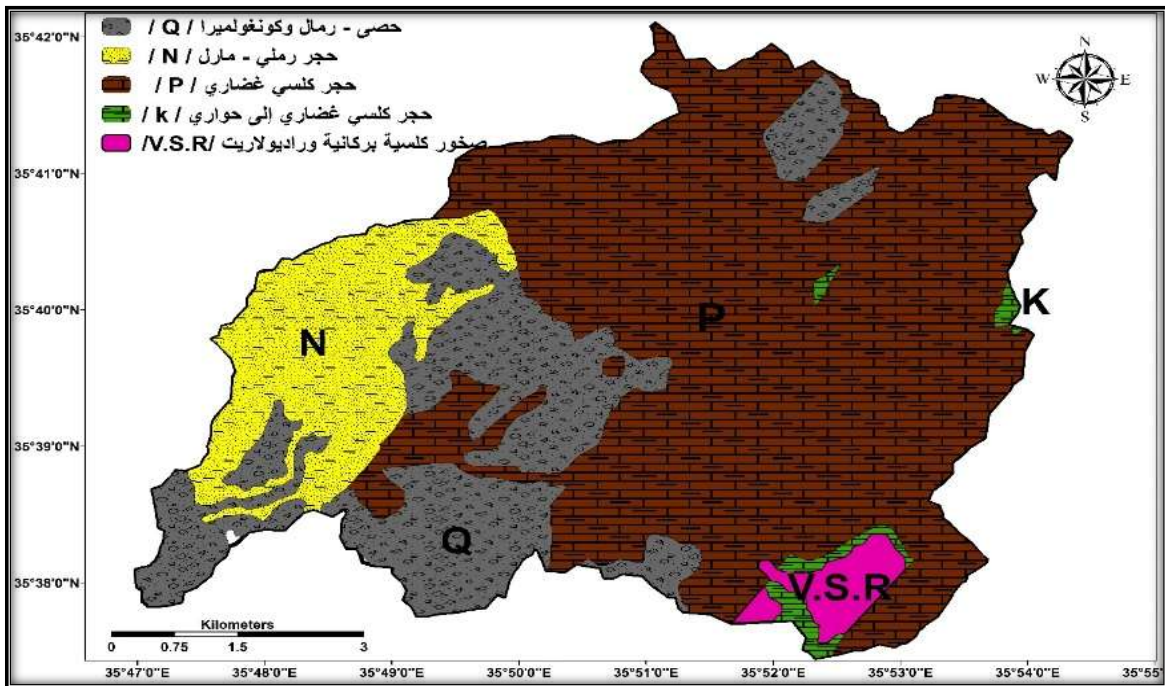 / Q / حصى - رمال وكونغولميرا
/ N / حجر رملي - مارل
/ P / حجر كلسي غضاري
/ k / حجر كلسي غضاري إلى حواري
/V.S.R/ صخور كلسية بركانية وراديولاريت
N
W E
S
35°42'0"N
35°41'0"N
35°40'0"N
35°39'0"N
35°38'0"N
N
P
K
Q
V.S.R
Kilometers
0 0.75 1.5 3
35°47'0"E 35°48'0"E 35°49'0"E 35°50'0"E 35°51'0"E 35°52'0"E 35°53'0"E 35°54'0"E 35°55'